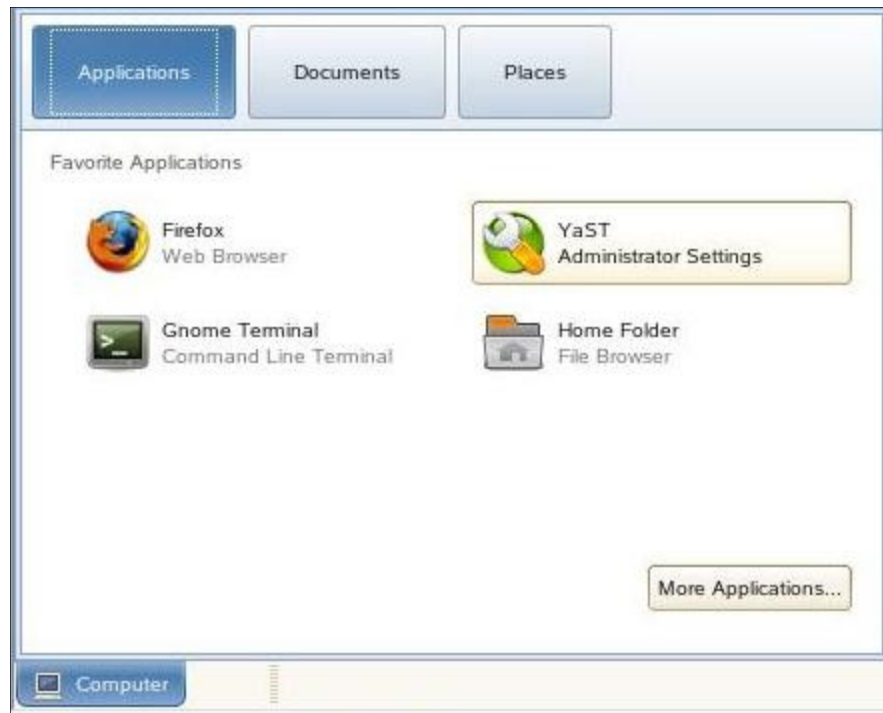 Applications
Documents
Places
Favorite Applications
Firefox
Web Browser
YaST
Administrator Settings
Gnome Terminal
Command Line Terminal
Home Folder
File Browser
More Applications...
Computer